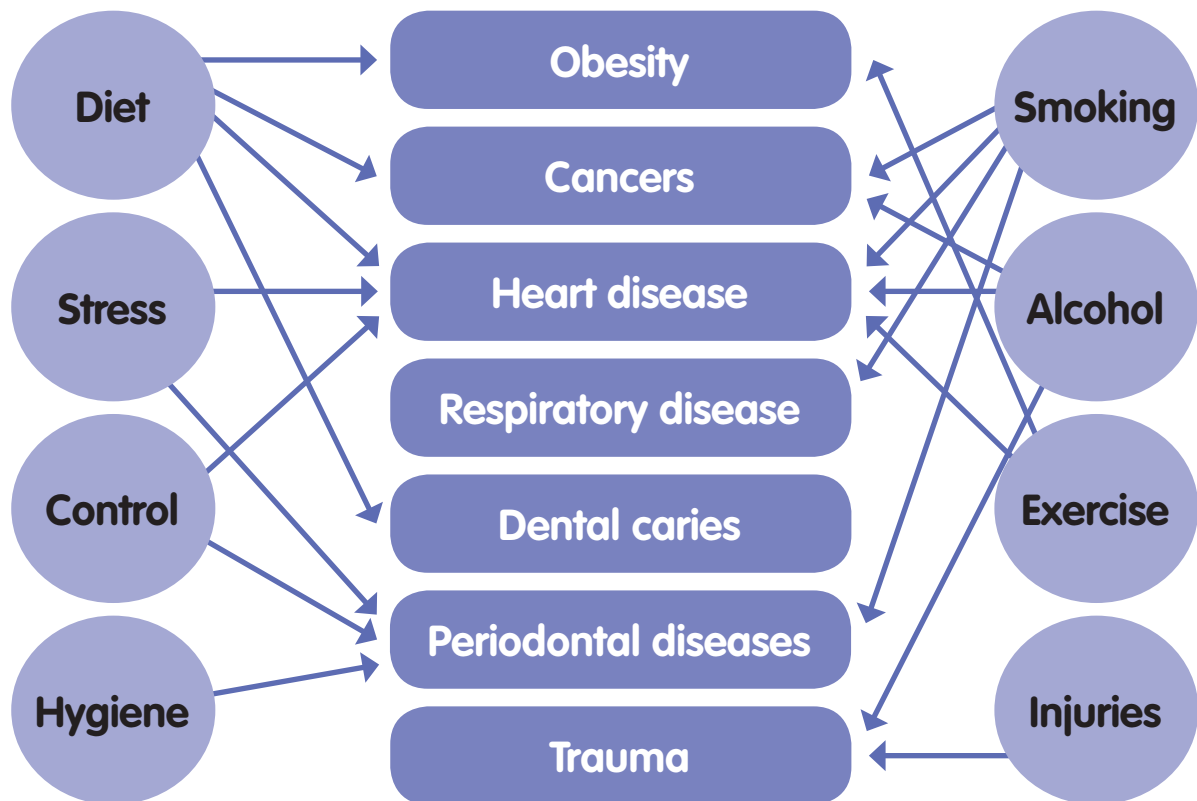 Diet
Stress
Control
Hygiene
Obesity
Cancers
Heart disease
Respiratory disease
Dental caries
Periodontal diseases
Trauma
Smoking
Alcohol
Exercise
Injuries